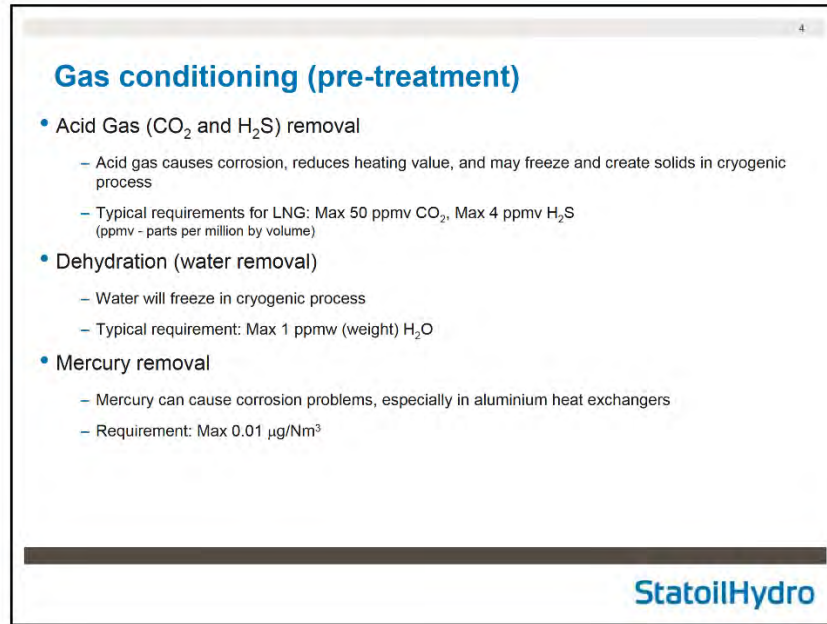 4
Gas conditioning (pre-treatment)
• Acid Gas (CO₂ and H₂S) removal
– Acid gas causes corrosion, reduces heating value, and may freeze and create solids in cryogenic
process
– Typical requirements for LNG: Max 50 ppmv CO₂, Max 4 ppmv H₂S
(ppmv - parts per million by volume)
• Dehydration (water removal)
– Water will freeze in cryogenic process
– Typical requirement: Max 1 ppmw (weight) H₂O
• Mercury removal
– Mercury can cause corrosion problems, especially in aluminium heat exchangers
– Requirement: Max 0.01 μg/Nm³
StatoilHydro